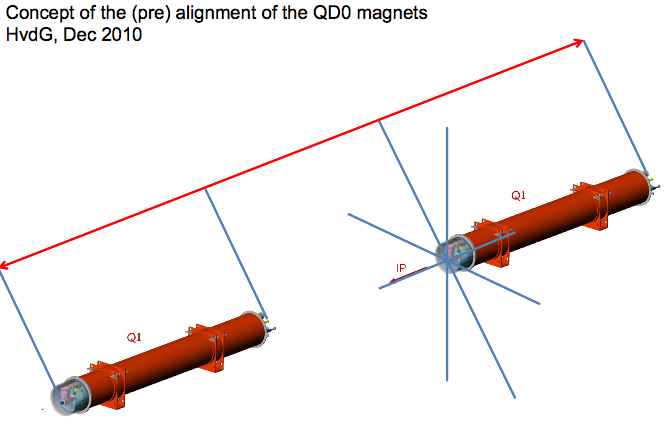 Concept of the (pre) alignment of the QD0 magnets
HvdG, Dec 2010
Q1
IP
Q1